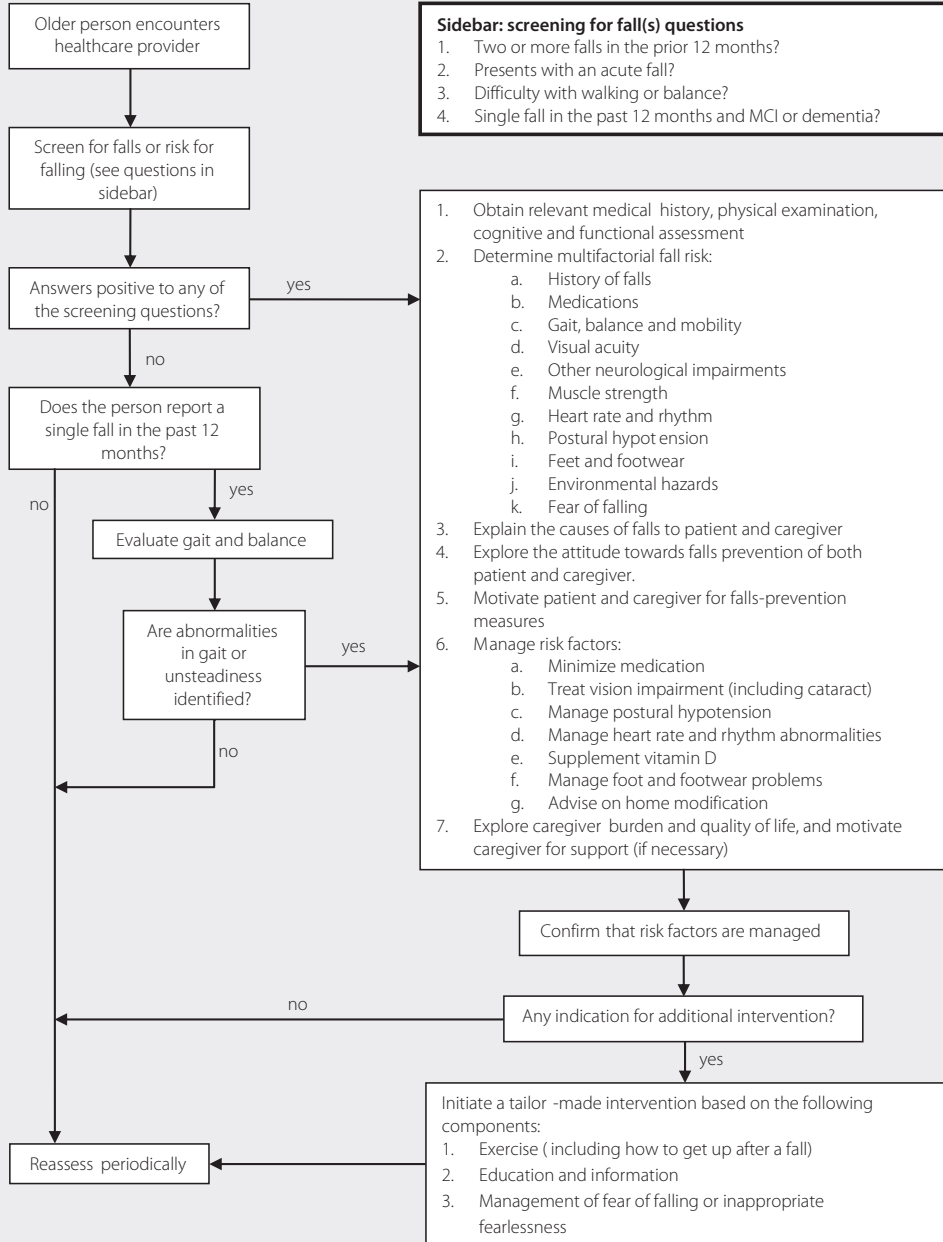 Older person encounters
healthcare provider
Sidebar: screening for fall(s) questions
1. Two or more falls in the prior 12 months?
2. Presents with an acute fall?
3. Difficulty with walking or balance?
4. Single fall in the past 12 months and MCI or dementia?
Screen for falls or risk for
falling (see questions in
sidebar)
Answers positive to any of
the screening questions?
yes
no
1. Obtain relevant medical history, physical examination,
cognitive and functional assessment
2. Determine multifactorial fall risk:
a. History of falls
b. Medications
c. Gait, balance and mobility
d. Visual acuity
e. Other neurological impairments
f. Muscle strength
g. Heart rate and rhythm
h. Postural hypot ension
i. Feet and footwear
j. Environmental hazards
k. Fear of falling
3. Explain the causes of falls to patient and caregiver
4. Explore the attitude towards falls prevention of both
patient and caregiver.
5. Motivate patient and caregiver for falls-prevention
measures
6. Manage risk factors:
a. Minimize medication
b. Treat vision impairment (including cataract)
c. Manage postural hypotension
d. Manage heart rate and rhythm abnormalities
e. Supplement vitamin D
f. Manage foot and footwear problems
g. Advise on home modification
7. Explore caregiver burden and quality of life, and motivate
caregiver for support (if necessary)
Does the person report a
single fall in the past 12
months?
no
yes
Evaluate gait and balance
Are abnormalities
in gait or
unsteadiness
identified?
yes
no
Confirm that risk factors are managed
Any indication for additional intervention?
no
yes
Initiate a tailor -made intervention based on the following
components:
1. Exercise ( including how to get up after a fall)
2. Education and information
3. Management of fear of falling or inappropriate
fearlessness
Reassess periodically